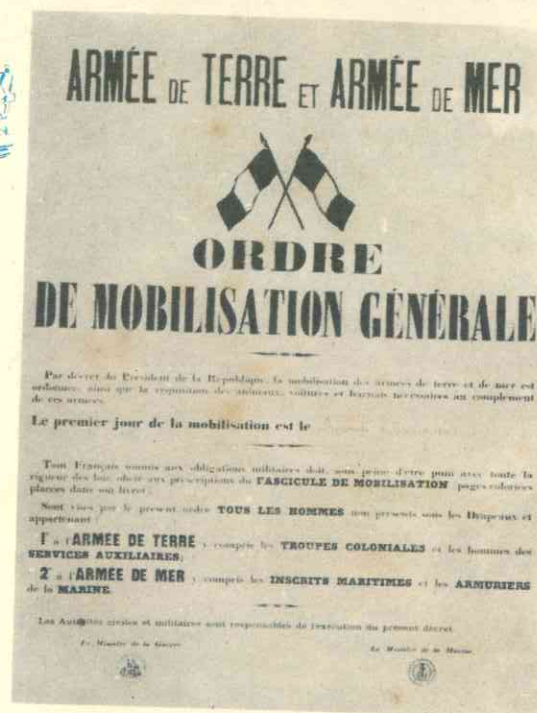 ARMÉE DE TERRE ET ARMÉE DE MER
ORDRE
DE MOBILISATION GÉNÉRALE
Par décret du Président de la République, la mobilisation des armées de terre et de mer est
ordonnée, ainsi que la réquisition des animaux, voitures et harnais nécessaires au complément
de ces armées.
Le premier jour de la mobilisation est le
Tout Français soumis aux obligations militaires doit, sous peine d'être puni avec toute la
rigueur des lois, obéir aux prescriptions du FASCICULE DE MOBILISATION pages coloriées
placées dans son livret
Sont visés par le présent ordre TOUS LES HOMMES non présents sous les Drapeaux et
appartenant
1° à l'ARMÉE DE TERRE y compris les TROUPES COLONIALES et les hommes des
SERVICES AUXILIAIRES;
2° à l'ARMÉE DE MER y compris les INSCRITS MARITIMES et les ARMURIERS
de la MARINE.
Les Autorités civiles et militaires sont responsables de l'exécution du présent décret.
Le Ministre de la Guerre
Le Ministre de la Marine